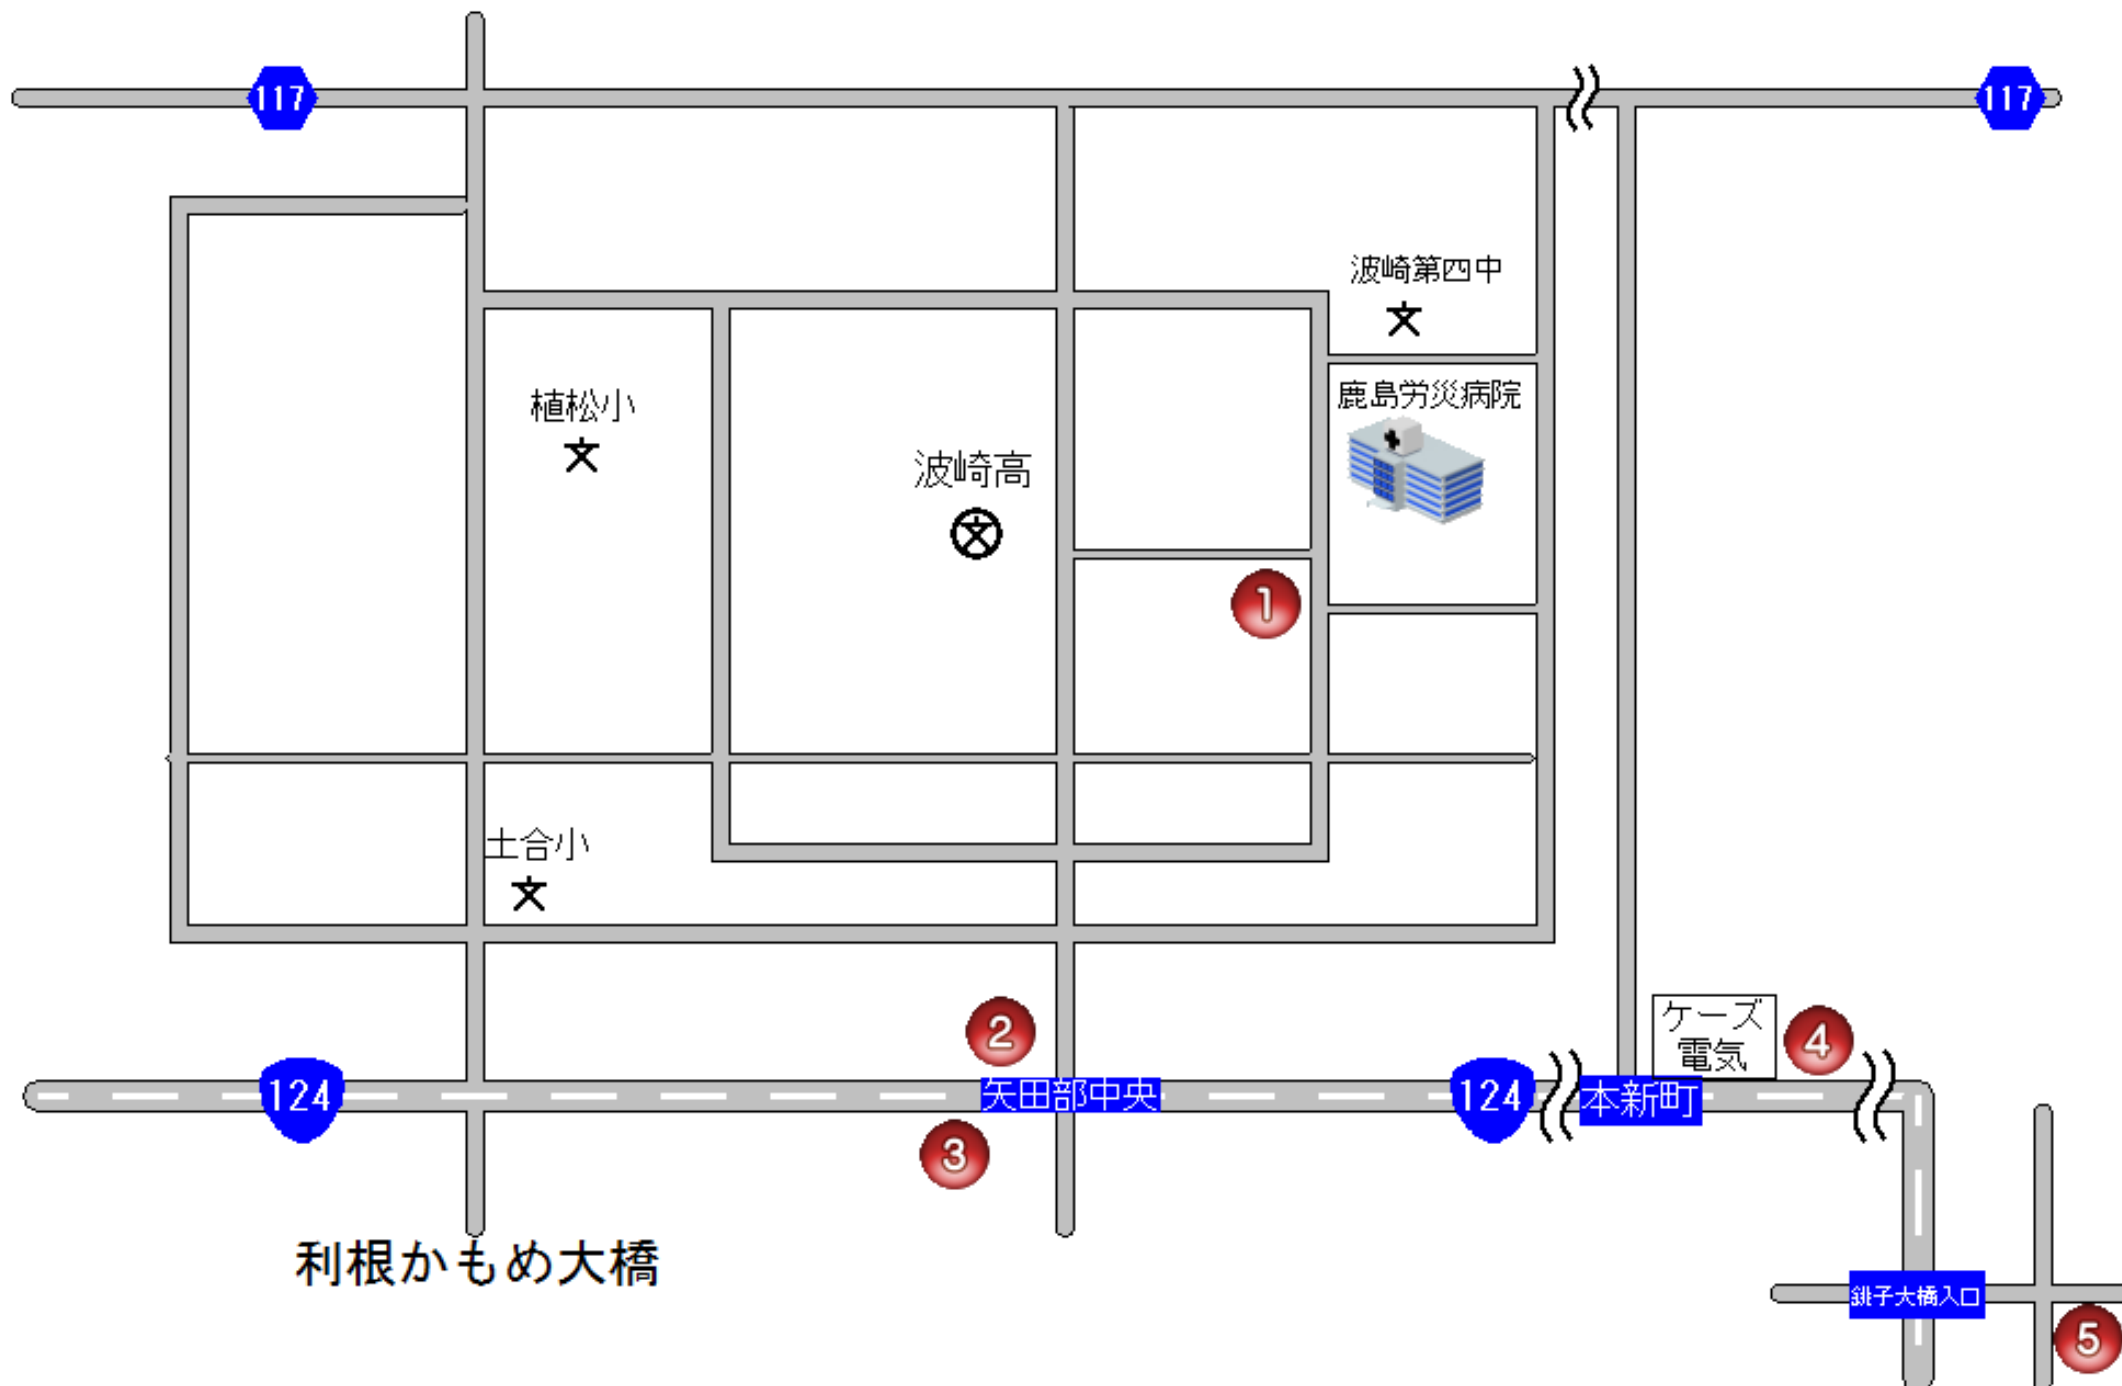 117
117
波崎第四中
鹿島労災病院
植松小
波崎高
1
土合小
2
ケーズ
電気
4
124
矢田部中央
124
本新町
3
利根かもめ大橋
銚子大橋入口
5